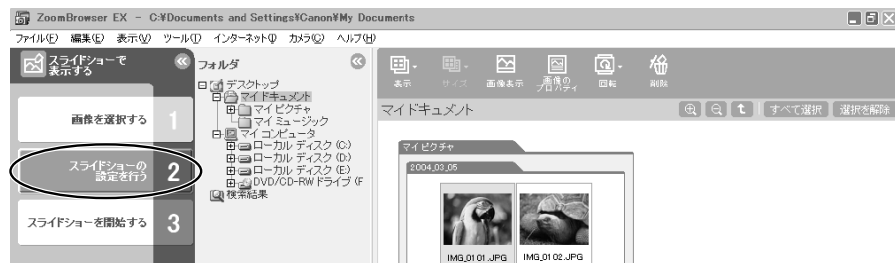 ZoomBrowser EX - C:¥Documents and Settings¥Canon¥My Documents
ファイル(F) 編集(E) 表示(V) ツール(T) インターネット(I) カメラ(C) ヘルプ(H)
スライドショーで
表示する
画像を選択する 1
スライドショーの
設定を行う 2
スライドショーを開始する 3
フォルダ
デスクトップ
マイ ドキュメント
マイ ピクチャ
マイ ミュージック
マイ コンピュータ
ローカル ディスク (C:)
ローカル ディスク (D:)
ローカル ディスク (E:)
DVD/CD-RW ドライブ (F
検索結果
表示 サイズ 画像表示 画像の
プロパティ 回転 削除
マイ ドキュメント すべて選択 選択を解除
マイ ピクチャ
2004_03_05
IMG_0101.JPG IMG_0102.JPG